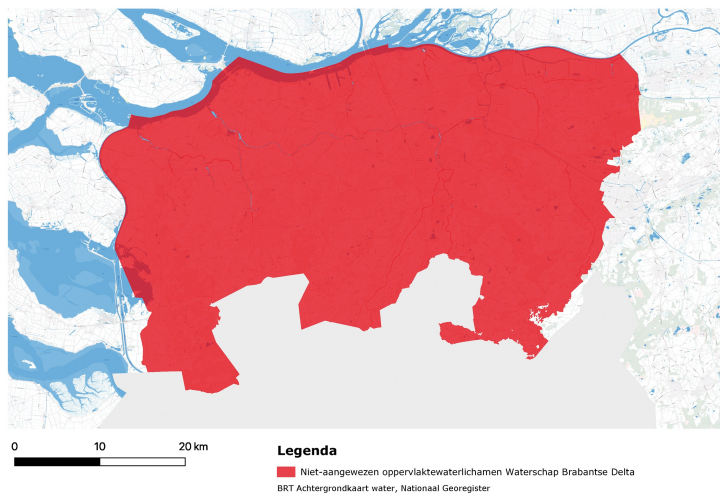 0 10 20 km
Legenda
Niet-aangewezen oppervlaktewaterlichamen Waterschap Brabantse Delta
BRT Achtergrondkaart water, Nationaal Georegister